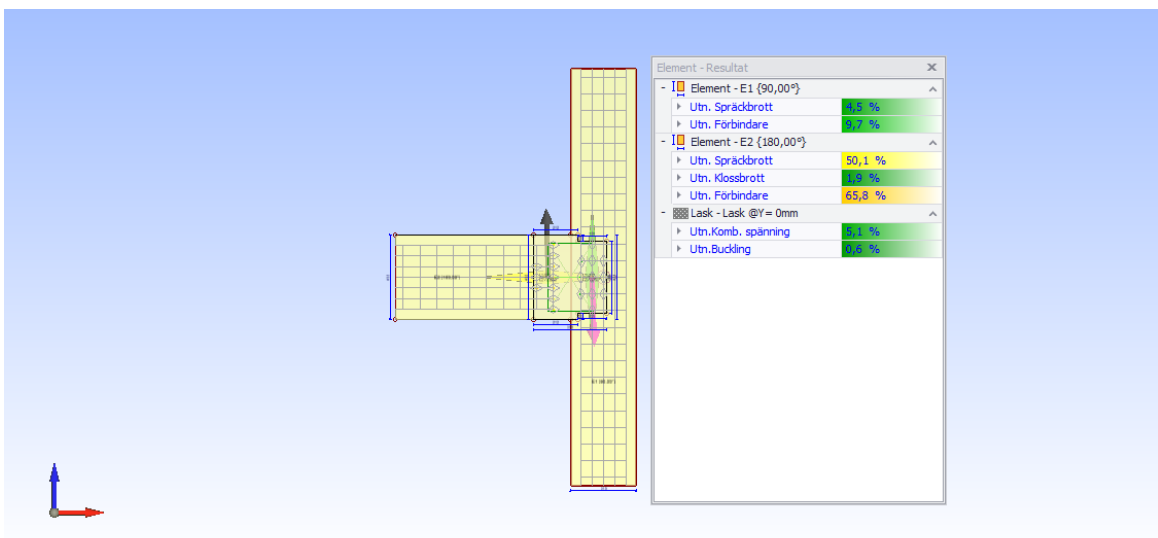 Element - Resultat
Element - E1 {90,00°}
Utn. Spräckbrott 4,5 %
Utn. Förbindare 9,7 %
Element - E2 {180,00°}
Utn. Spräckbrott 50,1 %
Utn. Klossbrott 1,9 %
Utn. Förbindare 65,8 %
Lask - Lask @Y= 0mm
Utn.Komb. spänning 5,1 %
Utn.Buckling 0,6 %